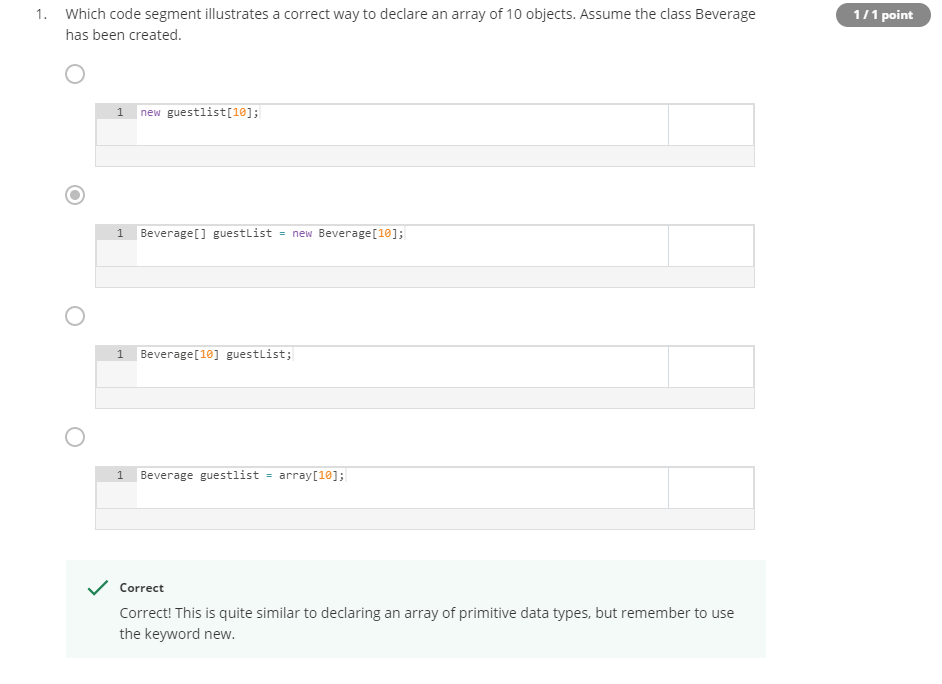 1. Which code segment illustrates a correct way to declare an array of 10 objects. Assume the class Beverage
has been created.
1 / 1 point
1 new guestlist[10];
1 Beverage[] guestList = new Beverage[10];
1 Beverage[10] guestList;
1 Beverage guestlist = array[10];
Correct
Correct! This is quite similar to declaring an array of primitive data types, but remember to use
the keyword new.